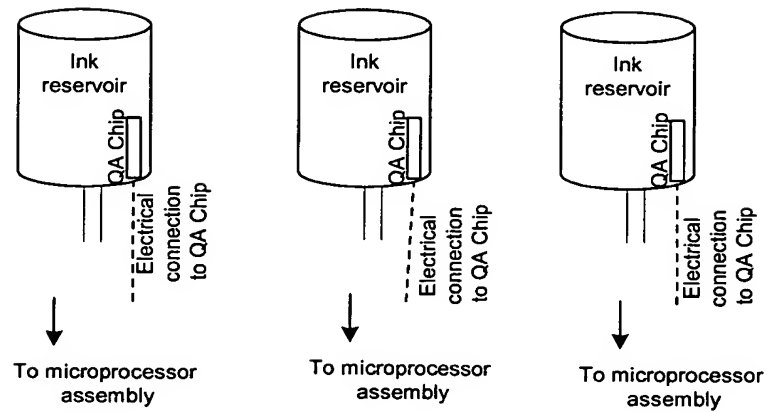 Ink
reservoir
QA Chip
Electrical
connection
to QA Chip
To microprocessor
assembly
Ink
reservoir
QA Chip
Electrical
connection
to QA Chip
To microprocessor
assembly
Ink
reservoir
QA Chip
Electrical
connection
to QA Chip
To microprocessor
assembly